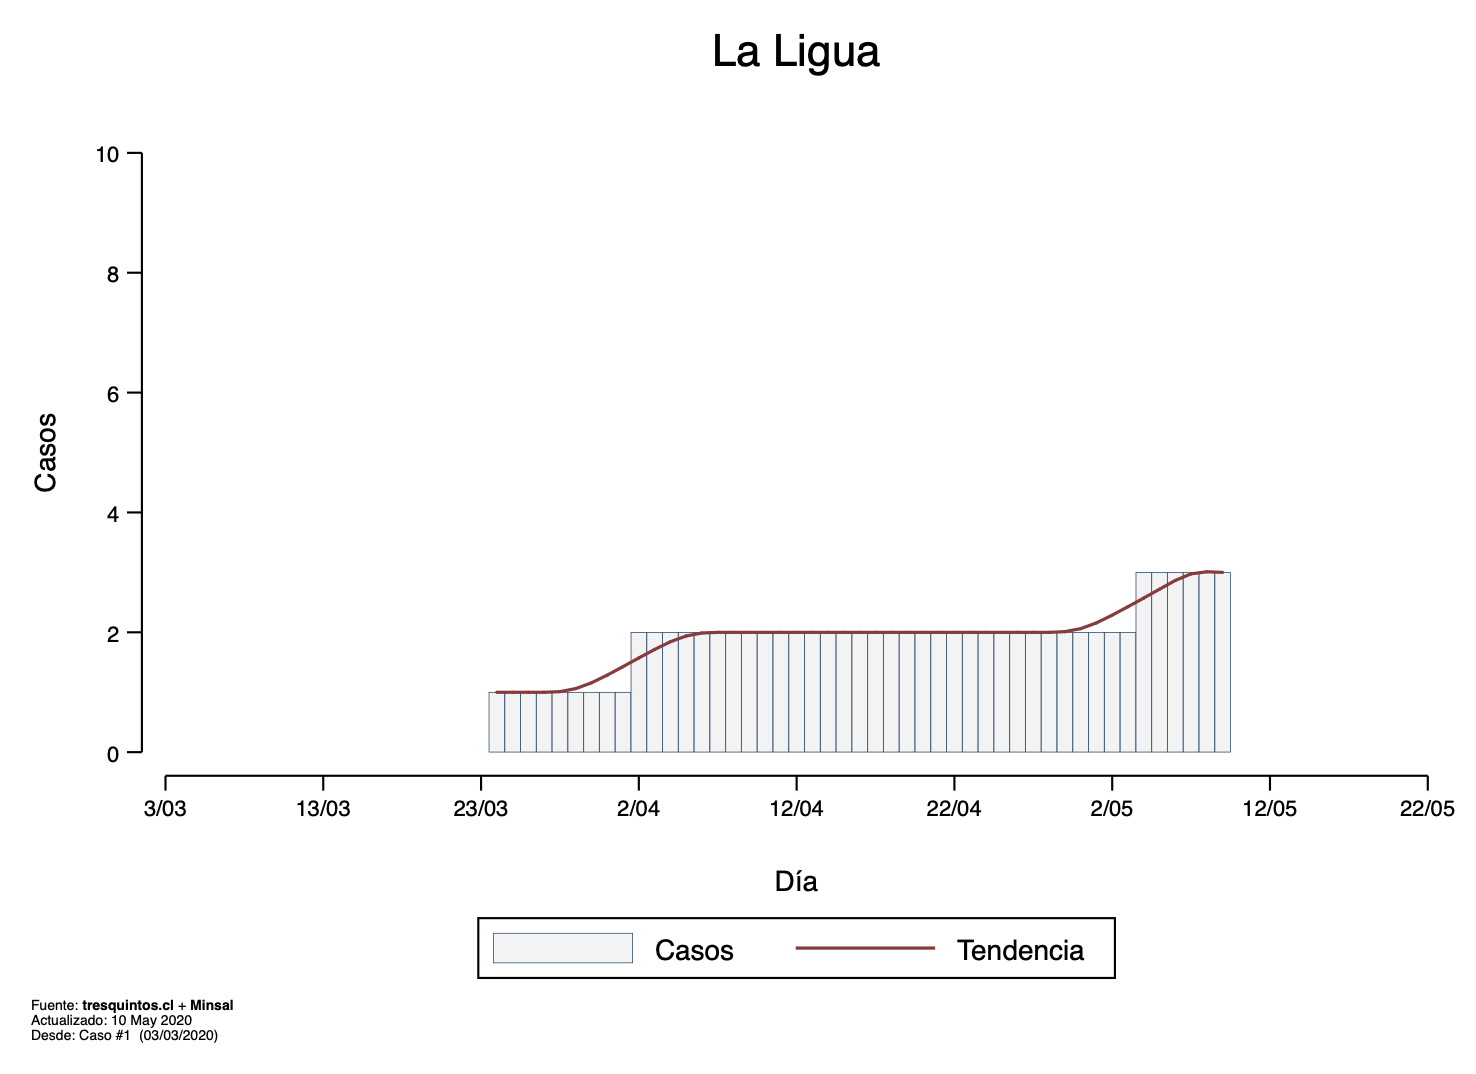 La Ligua
10
8
6
4
2
0
Casos
3/03 13/03 23/03 2/04 12/04 22/04 2/05 12/05 22/05
Día
Casos Tendencia
Fuente: tresquintos.cl + Minsal
Actualizado: 10 May 2020
Desde: Caso #1 (03/03/2020)